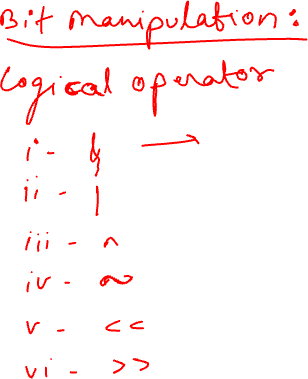 Bit manipulation:
Logical operator
i - & →
ii - |
iii - ^
iv - ~
v - <<
vi - >>